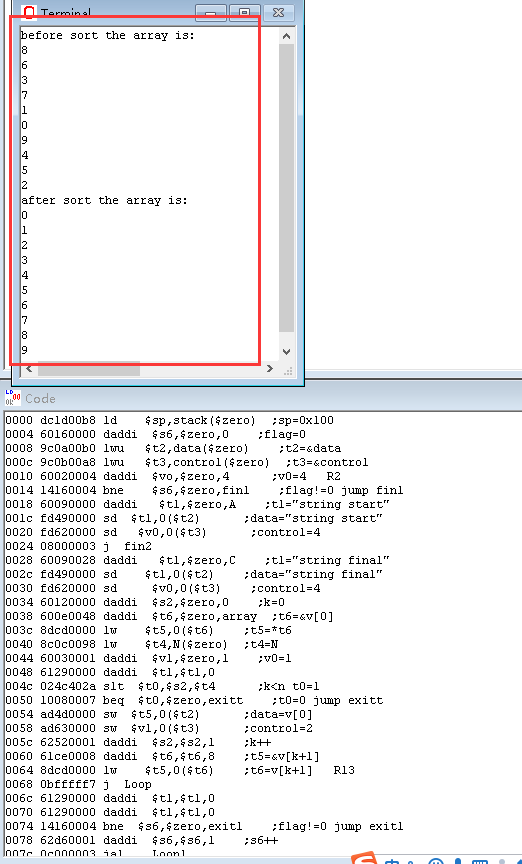 Terminal
before sort the array is:
8
6
3
7
1
0
9
4
5
2
after sort the array is:
0
1
2
3
4
5
6
7
8
9
Code
0000 dc1d00b8 ld $sp,stack($zero) ;sp=0x100
0004 60160000 daddi $s6,$zero,0 ;flag=0
0008 9c0a00b0 lwu $t2,data($zero) ;t2=&data
000c 9c0b00a8 lwu $t3,control($zero) ;t3=&control
0010 60020004 daddi $vo,$zero,4 ;v0=4 R2
0014 14160004 bne $s6,$zero,fin1 ;flag!=0 jump fin1
0018 60090000 daddi $t1,$zero,A ;t1="string start"
001c fd490000 sd $t1,0($t2) ;data="string start"
0020 fd620000 sd $v0,0($t3) ;control=4
0024 08000003 j fin2
0028 60090028 daddi $t1,$zero,C ;t1="string final"
002c fd490000 sd $t1,0($t2) ;data="string final"
0030 fd620000 sd $v0,0($t3) ;control=4
0034 60120000 daddi $s2,$zero,0 ;k=0
0038 600e0048 daddi $t6,$zero,array ;t6=&v[0]
003c 8dcd0000 lw $t5,0($t6) ;t5=*t6
0040 8c0c0098 lw $t4,N($zero) ;t4=N
0044 60030001 daddi $v1,$zero,1 ;v0=1
0048 61290000 daddi $t1,$t1,0
004c 024c402a slt $t0,$s2,$t4 ;k<n t0=1
0050 10080007 beq $t0,$zero,exitt ;t0=0 jump exitt
0054 ad4d0000 sw $t5,0($t2) ;data=v[0]
0058 ad630000 sw $v1,0($t3) ;control=2
005c 62520001 daddi $s2,$s2,1 ;k++
0060 61ce0008 daddi $t6,$t6,8 ;t5=&v[k+1]
0064 8dcd0000 lw $t5,0($t6) ;t6=v[k+1] R13
0068 0bfffff7 j Loop
006c 61290000 daddi $t1,$t1,0
0070 61290000 daddi $t1,$t1,0
0074 14160004 bne $s6,$zero,exit1 ;flag!=0 jump exit1
0078 62d60001 daddi $s6,$s6,1 ;s6++
007c 0c000003 jal Loop1